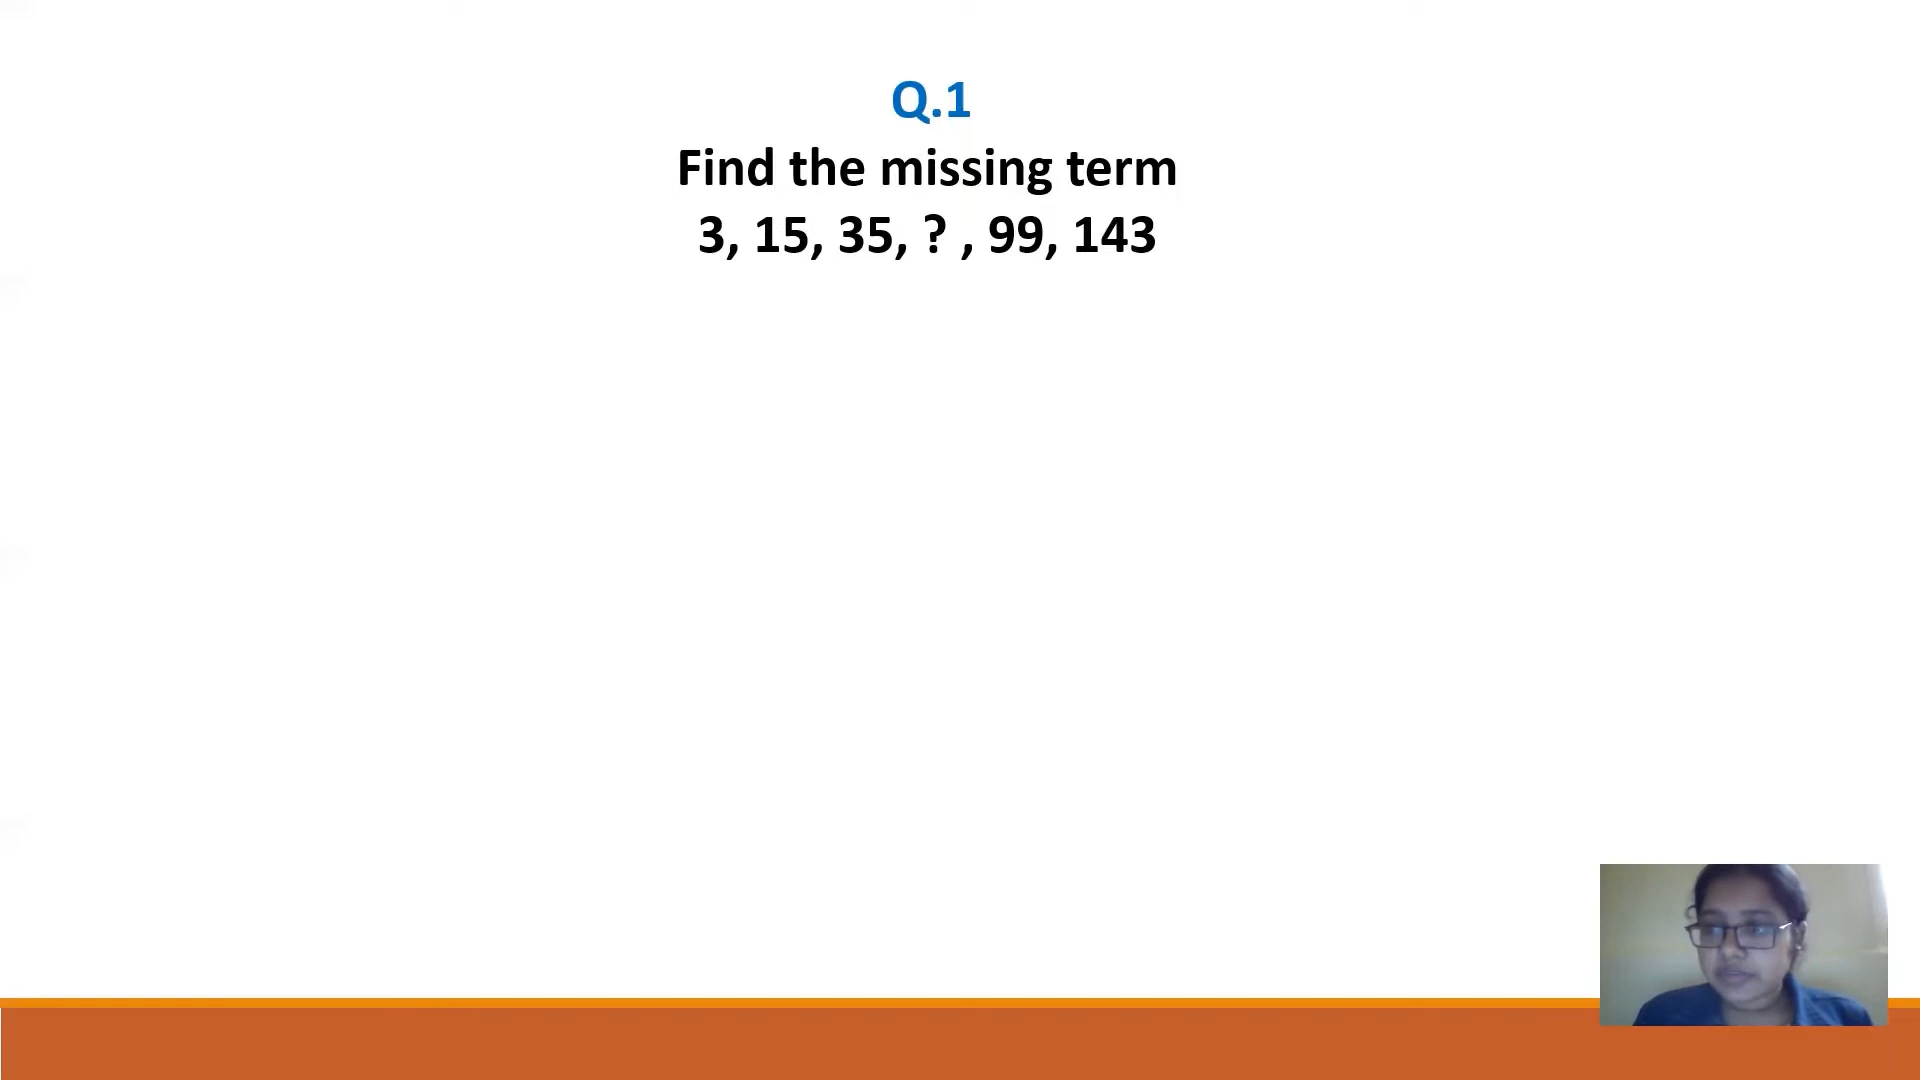 Q.1
Find the missing term
3, 15, 35, ? , 99, 143